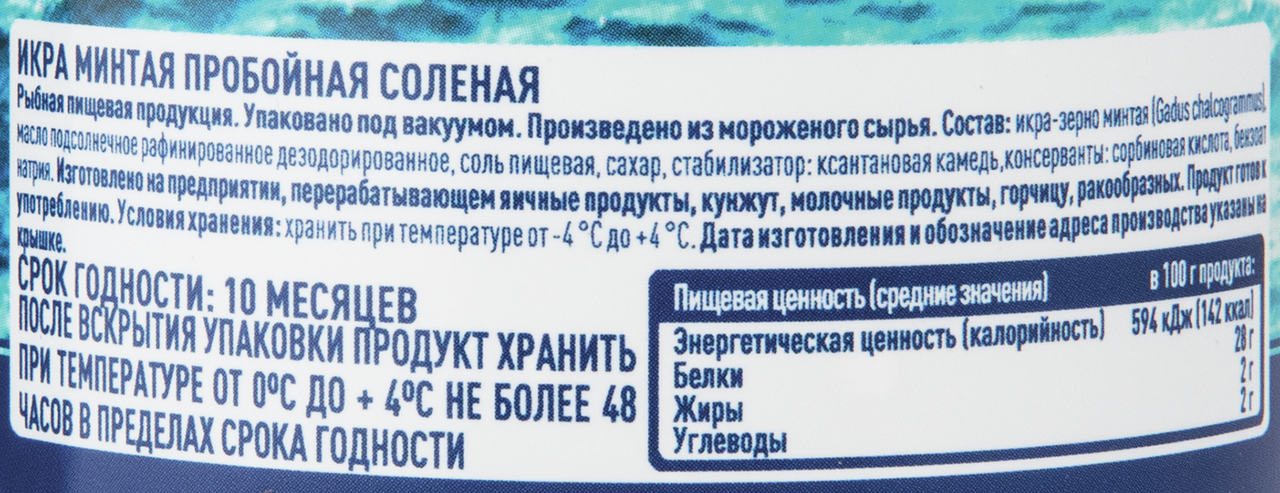 ИКРА МИНТАЯ ПРОБОЙНАЯ СОЛЕНАЯ
Рыбная пищевая продукция. Упаковано под вакуумом. Произведено из мороженого сырья. Состав: икра-зерно минтая (Gadus chalcogrammus),
масло подсолнечное рафинированное дезодорированное, соль пищевая, сахар, стабилизатор: ксантановая камедь, консерванты: сорбиновая кислота, бензоат
натрия. Изготовлено на предприятии, перерабатывающем яичные продукты, кунжут, молочные продукты, горчицу, ракообразных. Продукт готов к
употреблению. Условия хранения: хранить при температуре от -4 °C до +4 °C. Дата изготовления и обозначение адреса производства указаны на
крышке.
СРОК ГОДНОСТИ: 10 МЕСЯЦЕВ
ПОСЛЕ ВСКРЫТИЯ УПАКОВКИ ПРОДУКТ ХРАНИТЬ
ПРИ ТЕМПЕРАТУРЕ ОТ 0°С ДО + 4°С НЕ БОЛЕЕ 48
ЧАСОВ В ПРЕДЕЛАХ СРОКА ГОДНОСТИ
Пищевая ценность (средние значения) в 100 г продукта:
Энергетическая ценность (калорийность) 594 кДж (142 ккал)
Белки 28 г
Жиры 2 г
Углеводы 2 г